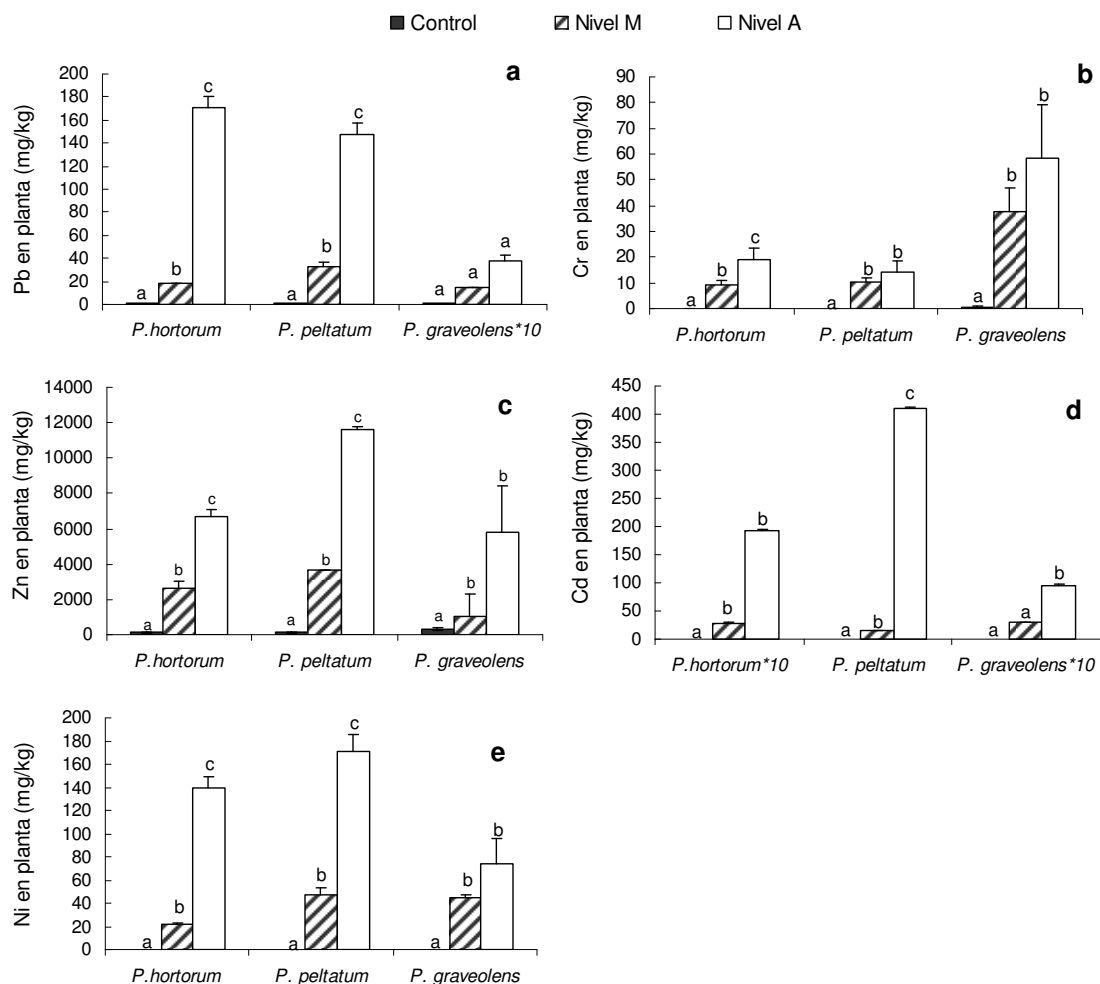 Control Nivel M Nivel A
a
Pb en planta (mg/kg)
200
180
160
140
120
100
80
60
40
20
0
a b c a b c a a a
P.hortorum P. peltatum P. graveolens*10
b
Cr en planta (mg/kg)
90
80
70
60
50
40
30
20
10
0
a b c a b b a b b
P.hortorum P. peltatum P. graveolens
c
Zn en planta (mg/kg)
14000
12000
10000
8000
6000
4000
2000
0
a b c a b c a b b
P.hortorum P. peltatum P. graveolens
d
Cd en planta (mg/kg)
450
400
350
300
250
200
150
100
50
0
a b b a b c a a b
P.hortorum*10 P. peltatum P. graveolens*10
e
Ni en planta (mg/kg)
200
180
160
140
120
100
80
60
40
20
0
a b c a b c a b b
P.hortorum P. peltatum P. graveolens